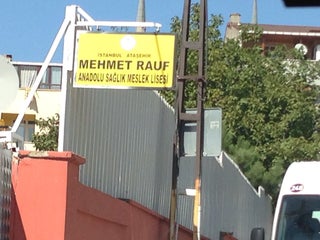 İSTANBUL ATAŞEHİR
MEHMET RAUF
ANADOLU SAĞLIK MESLEK LİSESİ